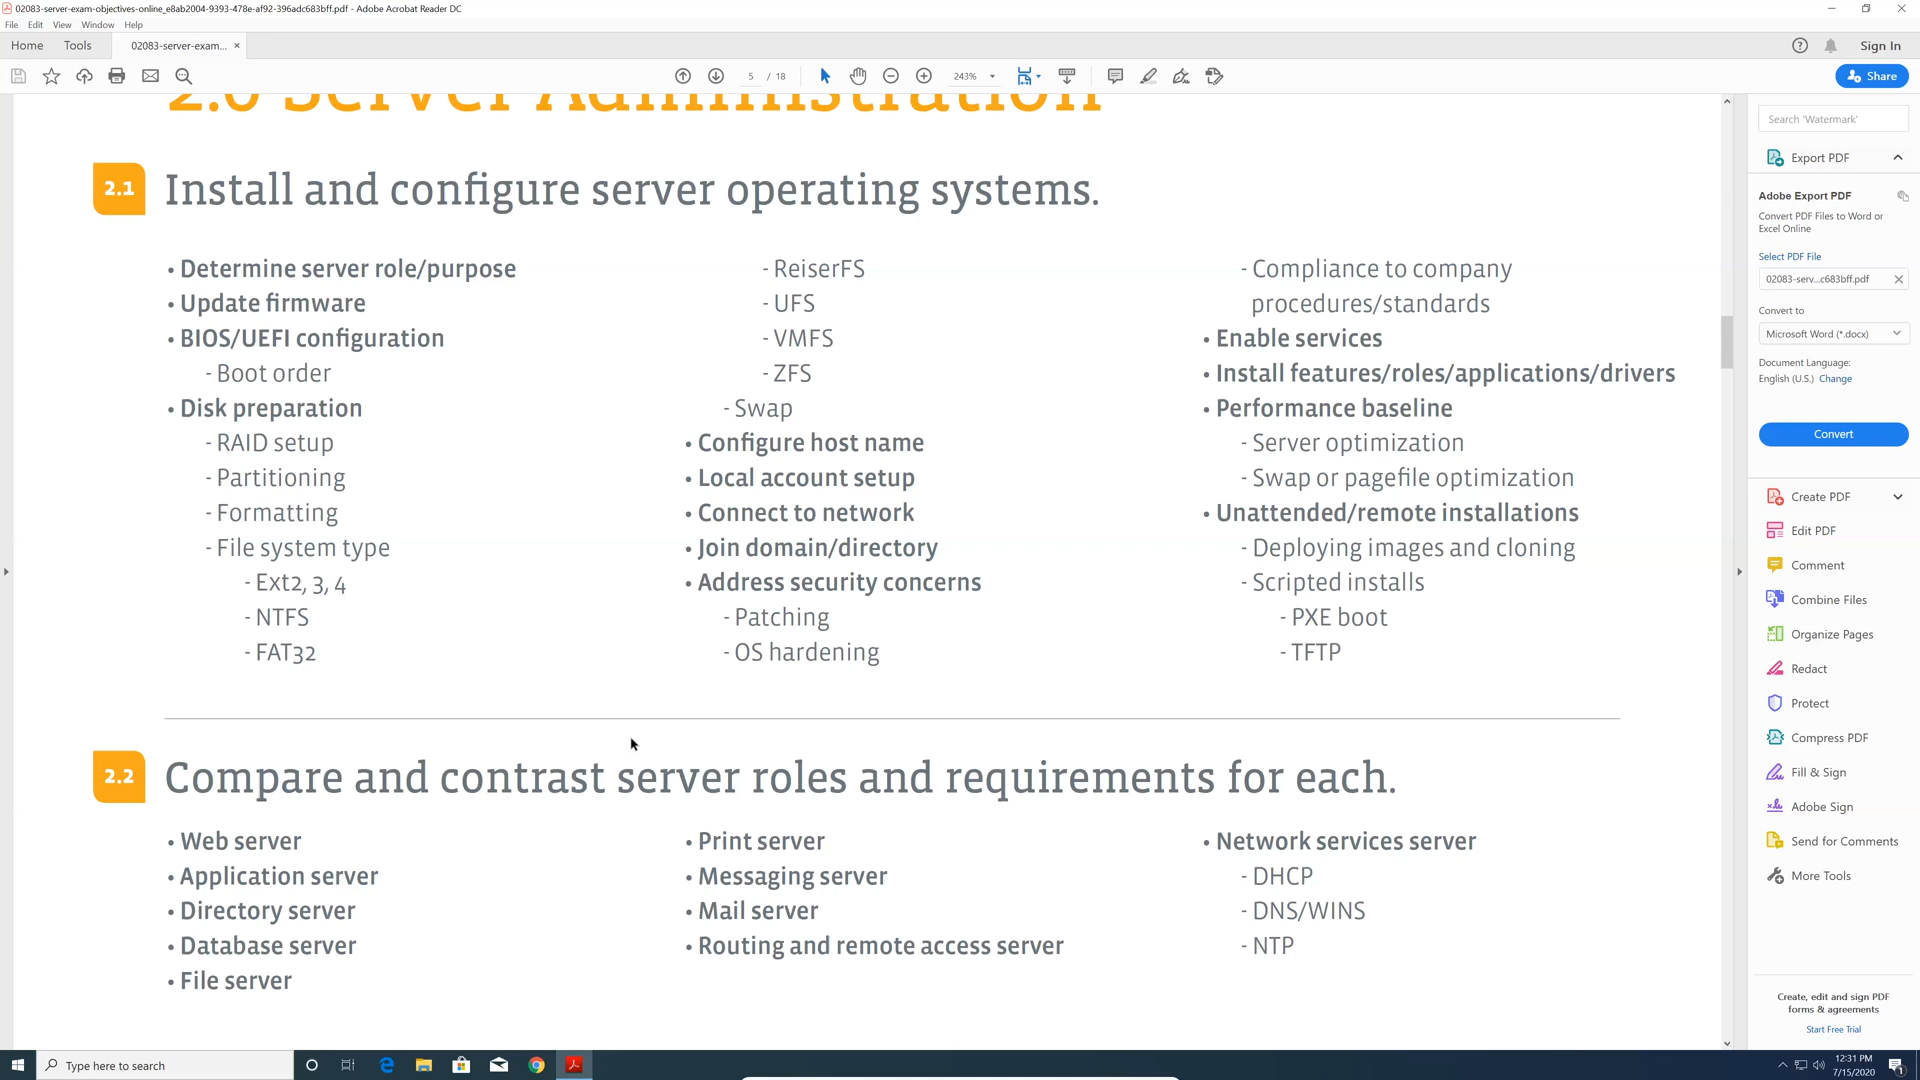 02083-server-exam-objectives-online_e8ab2004-9393-478e-af92-396adc683bff.pdf - Adobe Acrobat Reader DC
File Edit View Window Help
Home Tools 02083-server-exam... × Sign In
5 / 18 243% Share
2.0 Server Administration
2.1 Install and configure server operating systems.
• Determine server role/purpose
• Update firmware
• BIOS/UEFI configuration
- Boot order
• Disk preparation
- RAID setup
- Partitioning
- Formatting
- File system type
- Ext2, 3, 4
- NTFS
- FAT32
- ReiserFS
- UFS
- VMFS
- ZFS
- Swap
• Configure host name
• Local account setup
• Connect to network
• Join domain/directory
• Address security concerns
- Patching
- OS hardening
- Compliance to company
procedures/standards
• Enable services
• Install features/roles/applications/drivers
• Performance baseline
- Server optimization
- Swap or pagefile optimization
• Unattended/remote installations
- Deploying images and cloning
- Scripted installs
- PXE boot
- TFTP
2.2 Compare and contrast server roles and requirements for each.
• Web server
• Application server
• Directory server
• Database server
• File server
• Print server
• Messaging server
• Mail server
• Routing and remote access server
• Network services server
- DHCP
- DNS/WINS
- NTP
Search 'Watermark'
Export PDF
Adobe Export PDF
Convert PDF Files to Word or
Excel Online
Select PDF File
02083-serv...c683bff.pdf
Convert to
Microsoft Word (*.docx)
Document Language:
English (U.S.) Change
Convert
Create PDF
Edit PDF
Comment
Combine Files
Organize Pages
Redact
Protect
Compress PDF
Fill & Sign
Adobe Sign
Send for Comments
More Tools
Create, edit and sign PDF
forms & agreements
Start Free Trial
Type here to search
12:31 PM
7/15/2020
1